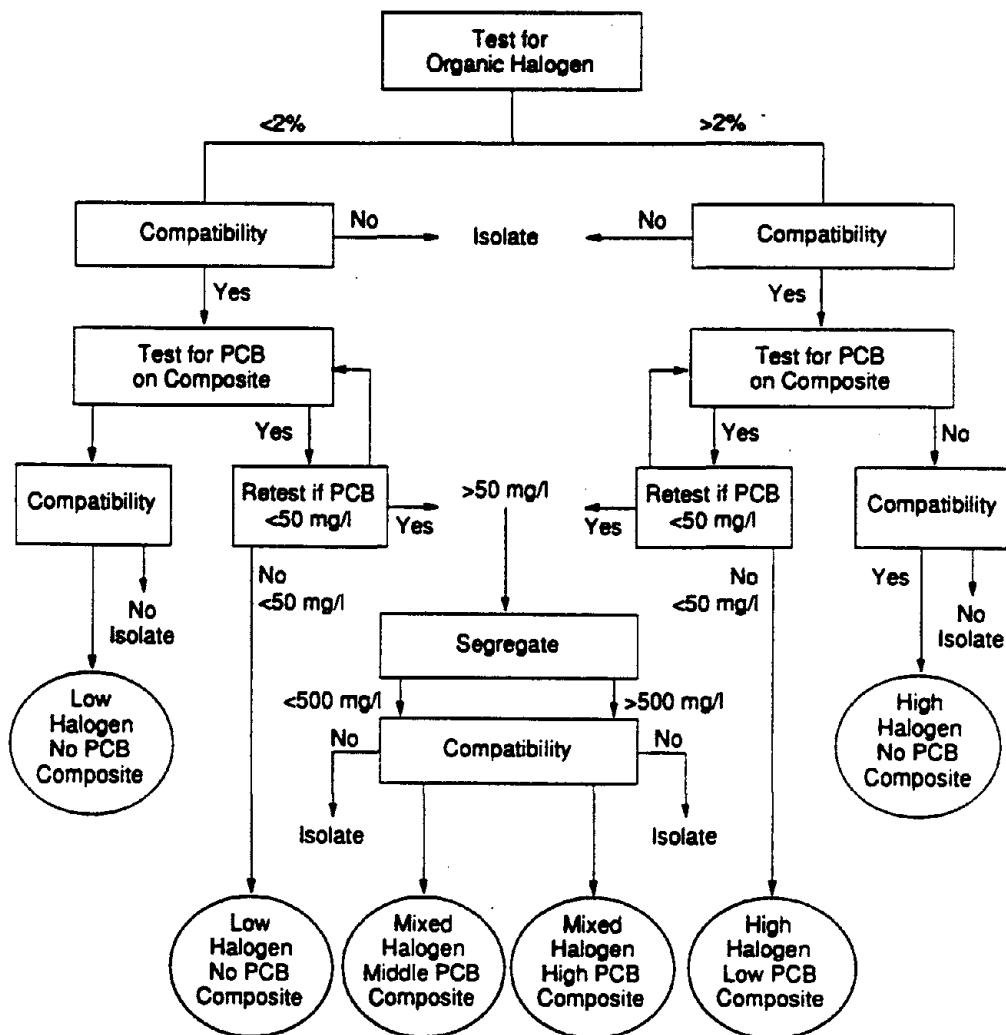 Test for
Organic Halogen
<2%
>2%
Compatibility
No
Isolate
No
Compatibility
Yes
Yes
Test for PCB
on Composite
Test for PCB
on Composite
Yes
Yes
No
Compatibility
Retest if PCB
<50 mg/l
Yes
>50 mg/l
Yes
Retest if PCB
<50 mg/l
Compatibility
No
<50 mg/l
No
<50 mg/l
Yes
No
Isolate
No
Isolate
Segregate
<500 mg/l
>500 mg/l
Low
Halogen
No PCB
Composite
No
Compatibility
No
High
Halogen
No PCB
Composite
Isolate
Isolate
Low
Halogen
No PCB
Composite
Mixed
Halogen
Middle PCB
Composite
Mixed
Halogen
High PCB
Composite
High
Halogen
Low PCB
Composite